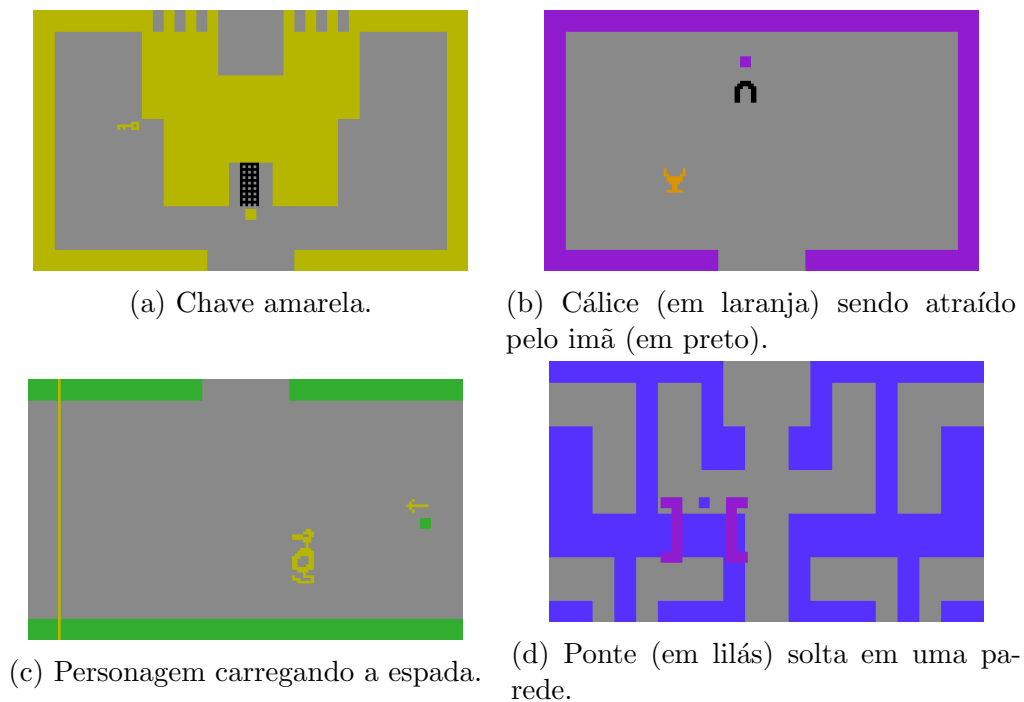 (a) Chave amarela.
(b) Cálice (em laranja) sendo atraído
pelo imã (em preto).
(c) Personagem carregando a espada.
(d) Ponte (em lilás) solta em uma pa-
rede.